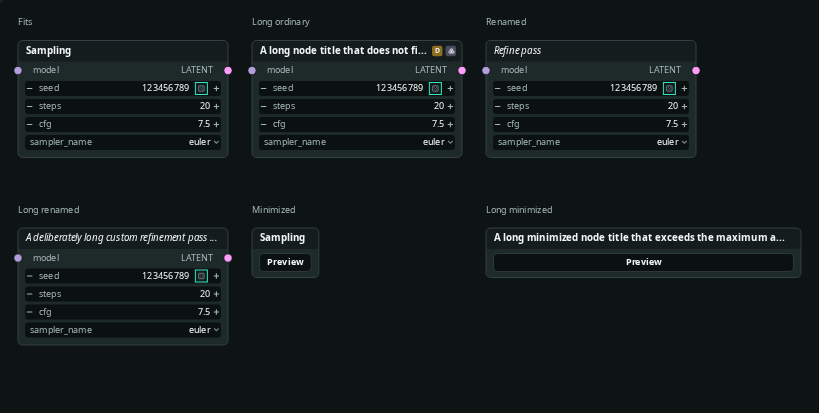 Fits
Sampling
model LATENT
− seed 123456789 +
− steps 20 +
− cfg 7.5 +
sampler_name euler
Long ordinary
A long node title that does not fi... D
model LATENT
− seed 123456789 +
− steps 20 +
− cfg 7.5 +
sampler_name euler
Renamed
Refine pass
model LATENT
− seed 123456789 +
− steps 20 +
− cfg 7.5 +
sampler_name euler
Long renamed
A deliberately long custom refinement pass ...
model LATENT
− seed 123456789 +
− steps 20 +
− cfg 7.5 +
sampler_name euler
Minimized
Sampling
Preview
Long minimized
A long minimized node title that exceeds the maximum a...
Preview